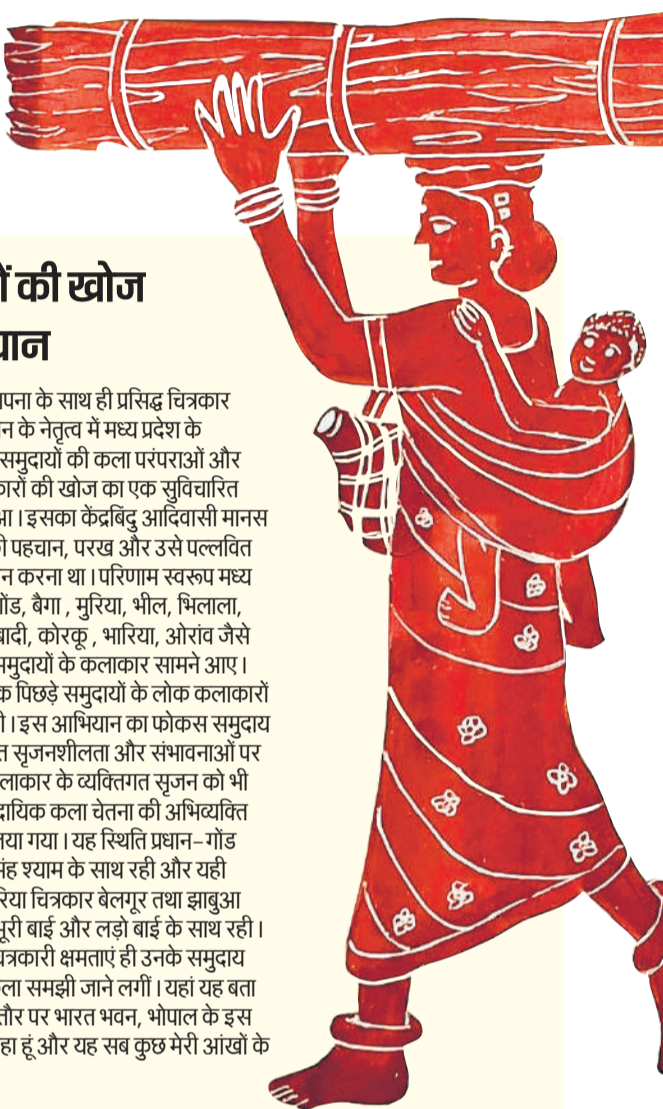 ों की खोज
यान
ापना के साथ ही प्रसिद्ध चित्रकार
न के नेतृत्व में मध्य प्रदेश के
समुदायों की कला परंपराओं और
कारों की खोज का एक सुविचारित
आ। इसका केंद्रबिंदु आदिवासी मानस
ी पहचान, परख और उसे पल्लवित
न करना था। परिणाम स्वरूप मध्य
ोंड, बैगा , मुरिया, भील, भिलाला,
बादी, कोरकू , भारिया, ओरांव जैसे
समुदायों के कलाकार सामने आए।
क पिछड़े समुदायों के लोक कलाकारों
ी। इस आभियान का फोकस समुदाय
त सृजनशीलता और संभावनाओं पर
लाकार के व्यक्तिगत सृजन को भी
दायिक कला चेतना की अभिव्यक्ति
लया गया। यह स्थिति प्रधान-गोंड
संह श्याम के साथ रही और यही
रिया चित्रकार बेलगूर तथा झाबुआ
भूरी बाई और लड़ो बाई के साथ रही।
चत्रकारी क्षमताएं ही उनके समुदाय
ला समझी जाने लगीं। यहां यह बता
तौर पर भारत भवन, भोपाल के इस
हा हूं और यह सब कुछ मेरी आंखों के